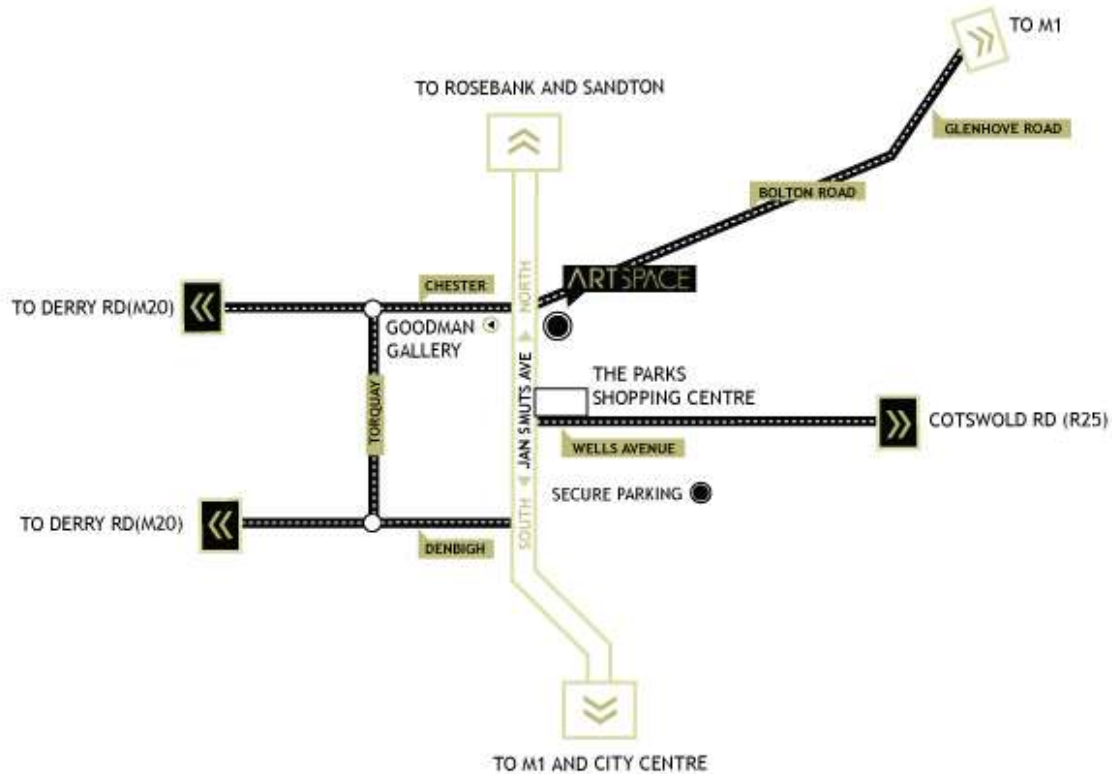 TO M1
TO ROSEBANK AND SANDTON
GLENHOVE ROAD
BOLTON ROAD
NORTH
ARTSPACE
CHESTER
TO DERRY RD(M20)
GOODMAN
GALLERY
JAN SMUTS AVE
THE PARKS
SHOPPING CENTRE
TORQUAY
COTSWOLD RD (R25)
WELLS AVENUE
SECURE PARKING
SOUTH
TO DERRY RD(M20)
DENBIGH
TO M1 AND CITY CENTRE